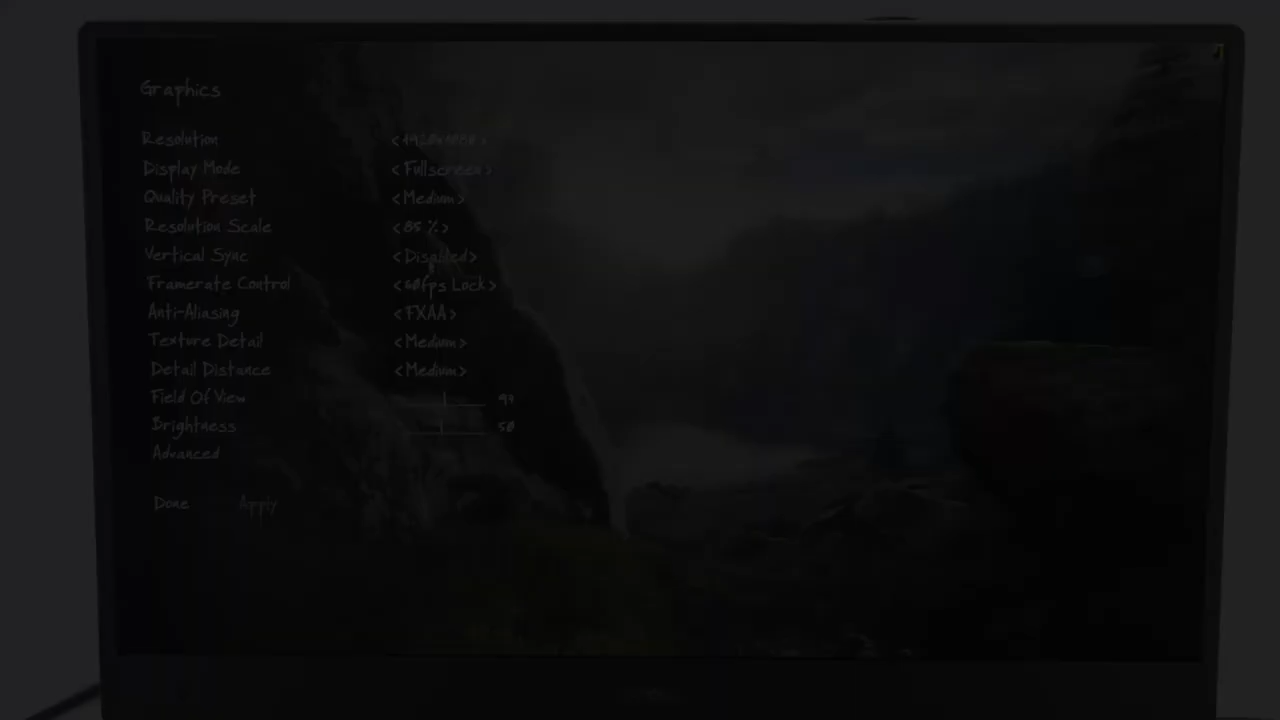 Graphics
Resolution <1920x1080>
Display Mode <Fullscreen>
Quality Preset <Medium>
Resolution Scale <85 %>
Vertical Sync <Disabled>
Framerate Control <60fps Lock>
Anti-Aliasing <FXAA>
Texture Detail <Medium>
Detail Distance <Medium>
Field Of View
Brightness 50
Advanced
Done Apply